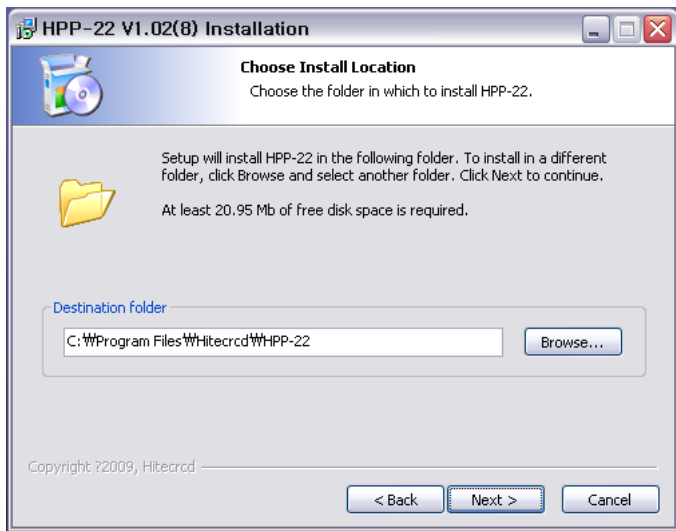 HPP-22 V1.02(8) Installation
Choose Install Location
Choose the folder in which to install HPP-22.
Setup will install HPP-22 in the following folder. To install in a different
folder, click Browse and select another folder. Click Next to continue.
At least 20.95 Mb of free disk space is required.
Destination folder
C:₩Program Files₩Hitecrcd₩HPP-22
Browse...
Copyright ?2009, Hitecrcd
< Back
Next >
Cancel